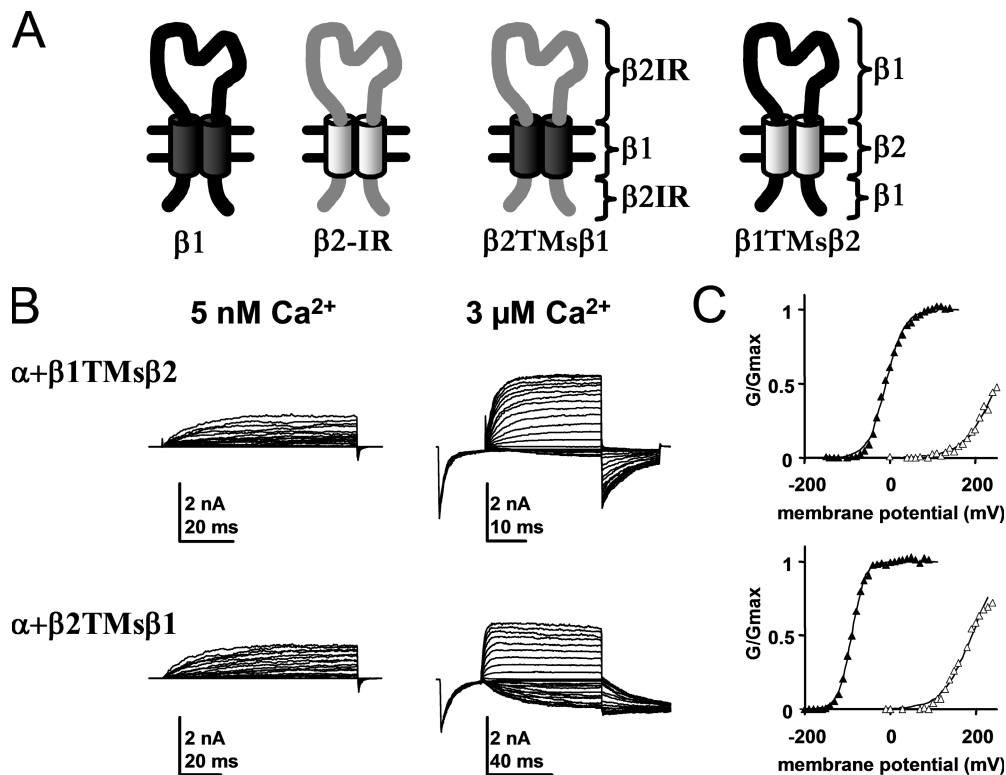 A
β1
β2-IR
β2IR
β1
β2IR
β2TMsβ1
β1
β2
β1
β1TMsβ2
B
5 nM Ca²⁺
3 µM Ca²⁺
α+β1TMsβ2
2 nA
20 ms
2 nA
10 ms
α+β2TMsβ1
2 nA
20 ms
2 nA
40 ms
C
G/Gmax
1
0.5
0
-200
0
200
membrane potential (mV)
G/Gmax
1
0.5
0
-200
0
200
membrane potential (mV)